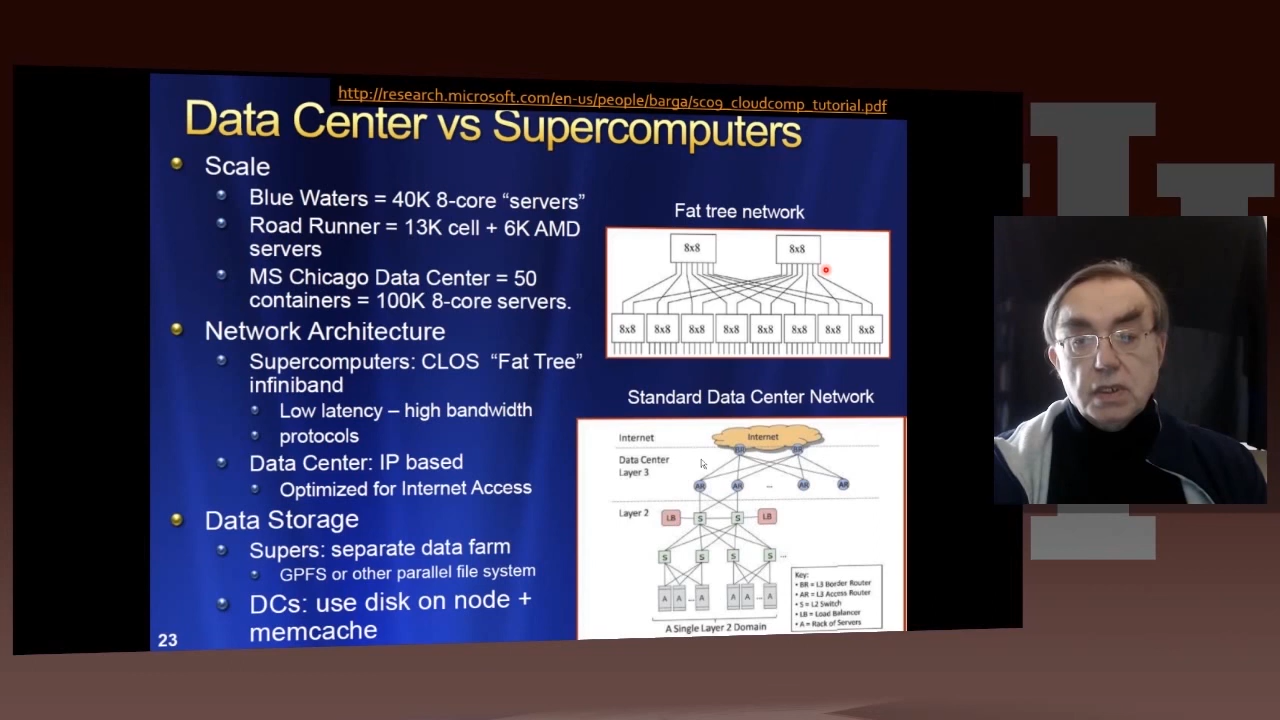 http://research.microsoft.com/en-us/people/barga/sc09_cloudcomp_tutorial.pdf
Data Center vs Supercomputers
Scale
Blue Waters = 40K 8-core “servers”
Road Runner = 13K cell + 6K AMD
servers
MS Chicago Data Center = 50
containers = 100K 8-core servers.
Network Architecture
Supercomputers: CLOS “Fat Tree”
infiniband
Low latency – high bandwidth
protocols
Data Center: IP based
Optimized for Internet Access
Data Storage
Supers: separate data farm
GPFS or other parallel file system
DCs: use disk on node +
memcache
23
Fat tree network
8x8 8x8
8x8 8x8 8x8 8x8 8x8 8x8 8x8 8x8
Standard Data Center Network
Internet
Internet
Data Center
Layer 3
BR BR
AR AR ... AR AR
Layer 2
LB S S LB
S S S S ...
A A ... A A A ... A
A Single Layer 2 Domain
Key:
• BR = L3 Border Router
• AR = L3 Access Router
• S = L2 Switch
• LB = Load Balancer
• A = Rack of Servers